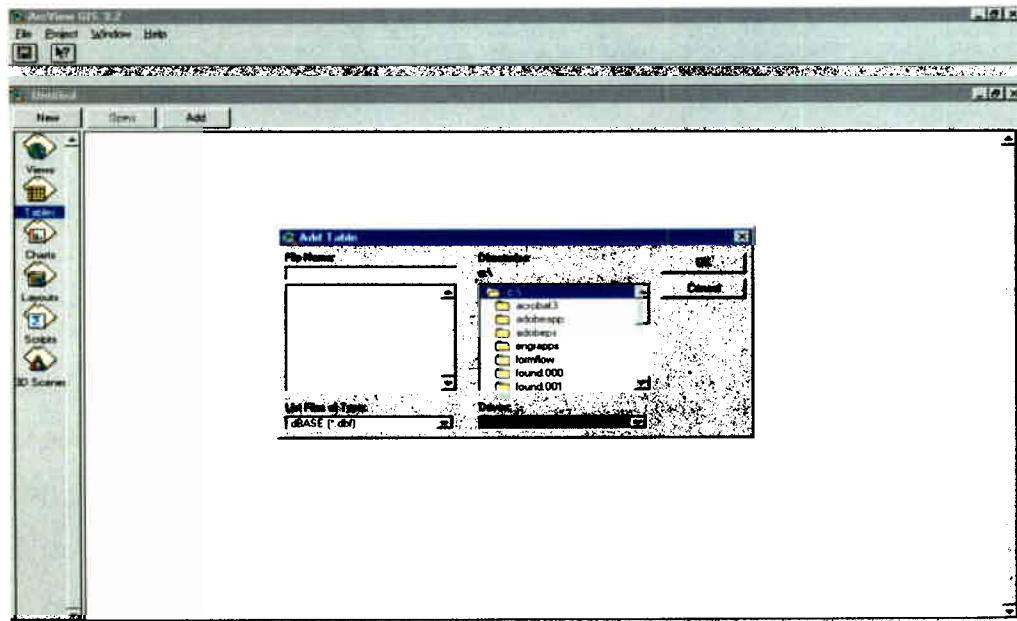 ArcView GIS 3.2
File Project Window Help
Untitled
New Open Add
Views
Tables
Charts
Layouts
Scripts
3D Scenes
Add Table
File Name:
Directories:
c:\
OK
Cancel
c:\
acrobat3
adobeapp
adobeps
engrapps
formflow
found.000
found.001
List Files of Type:
Drives:
dBASE (*.dbf)